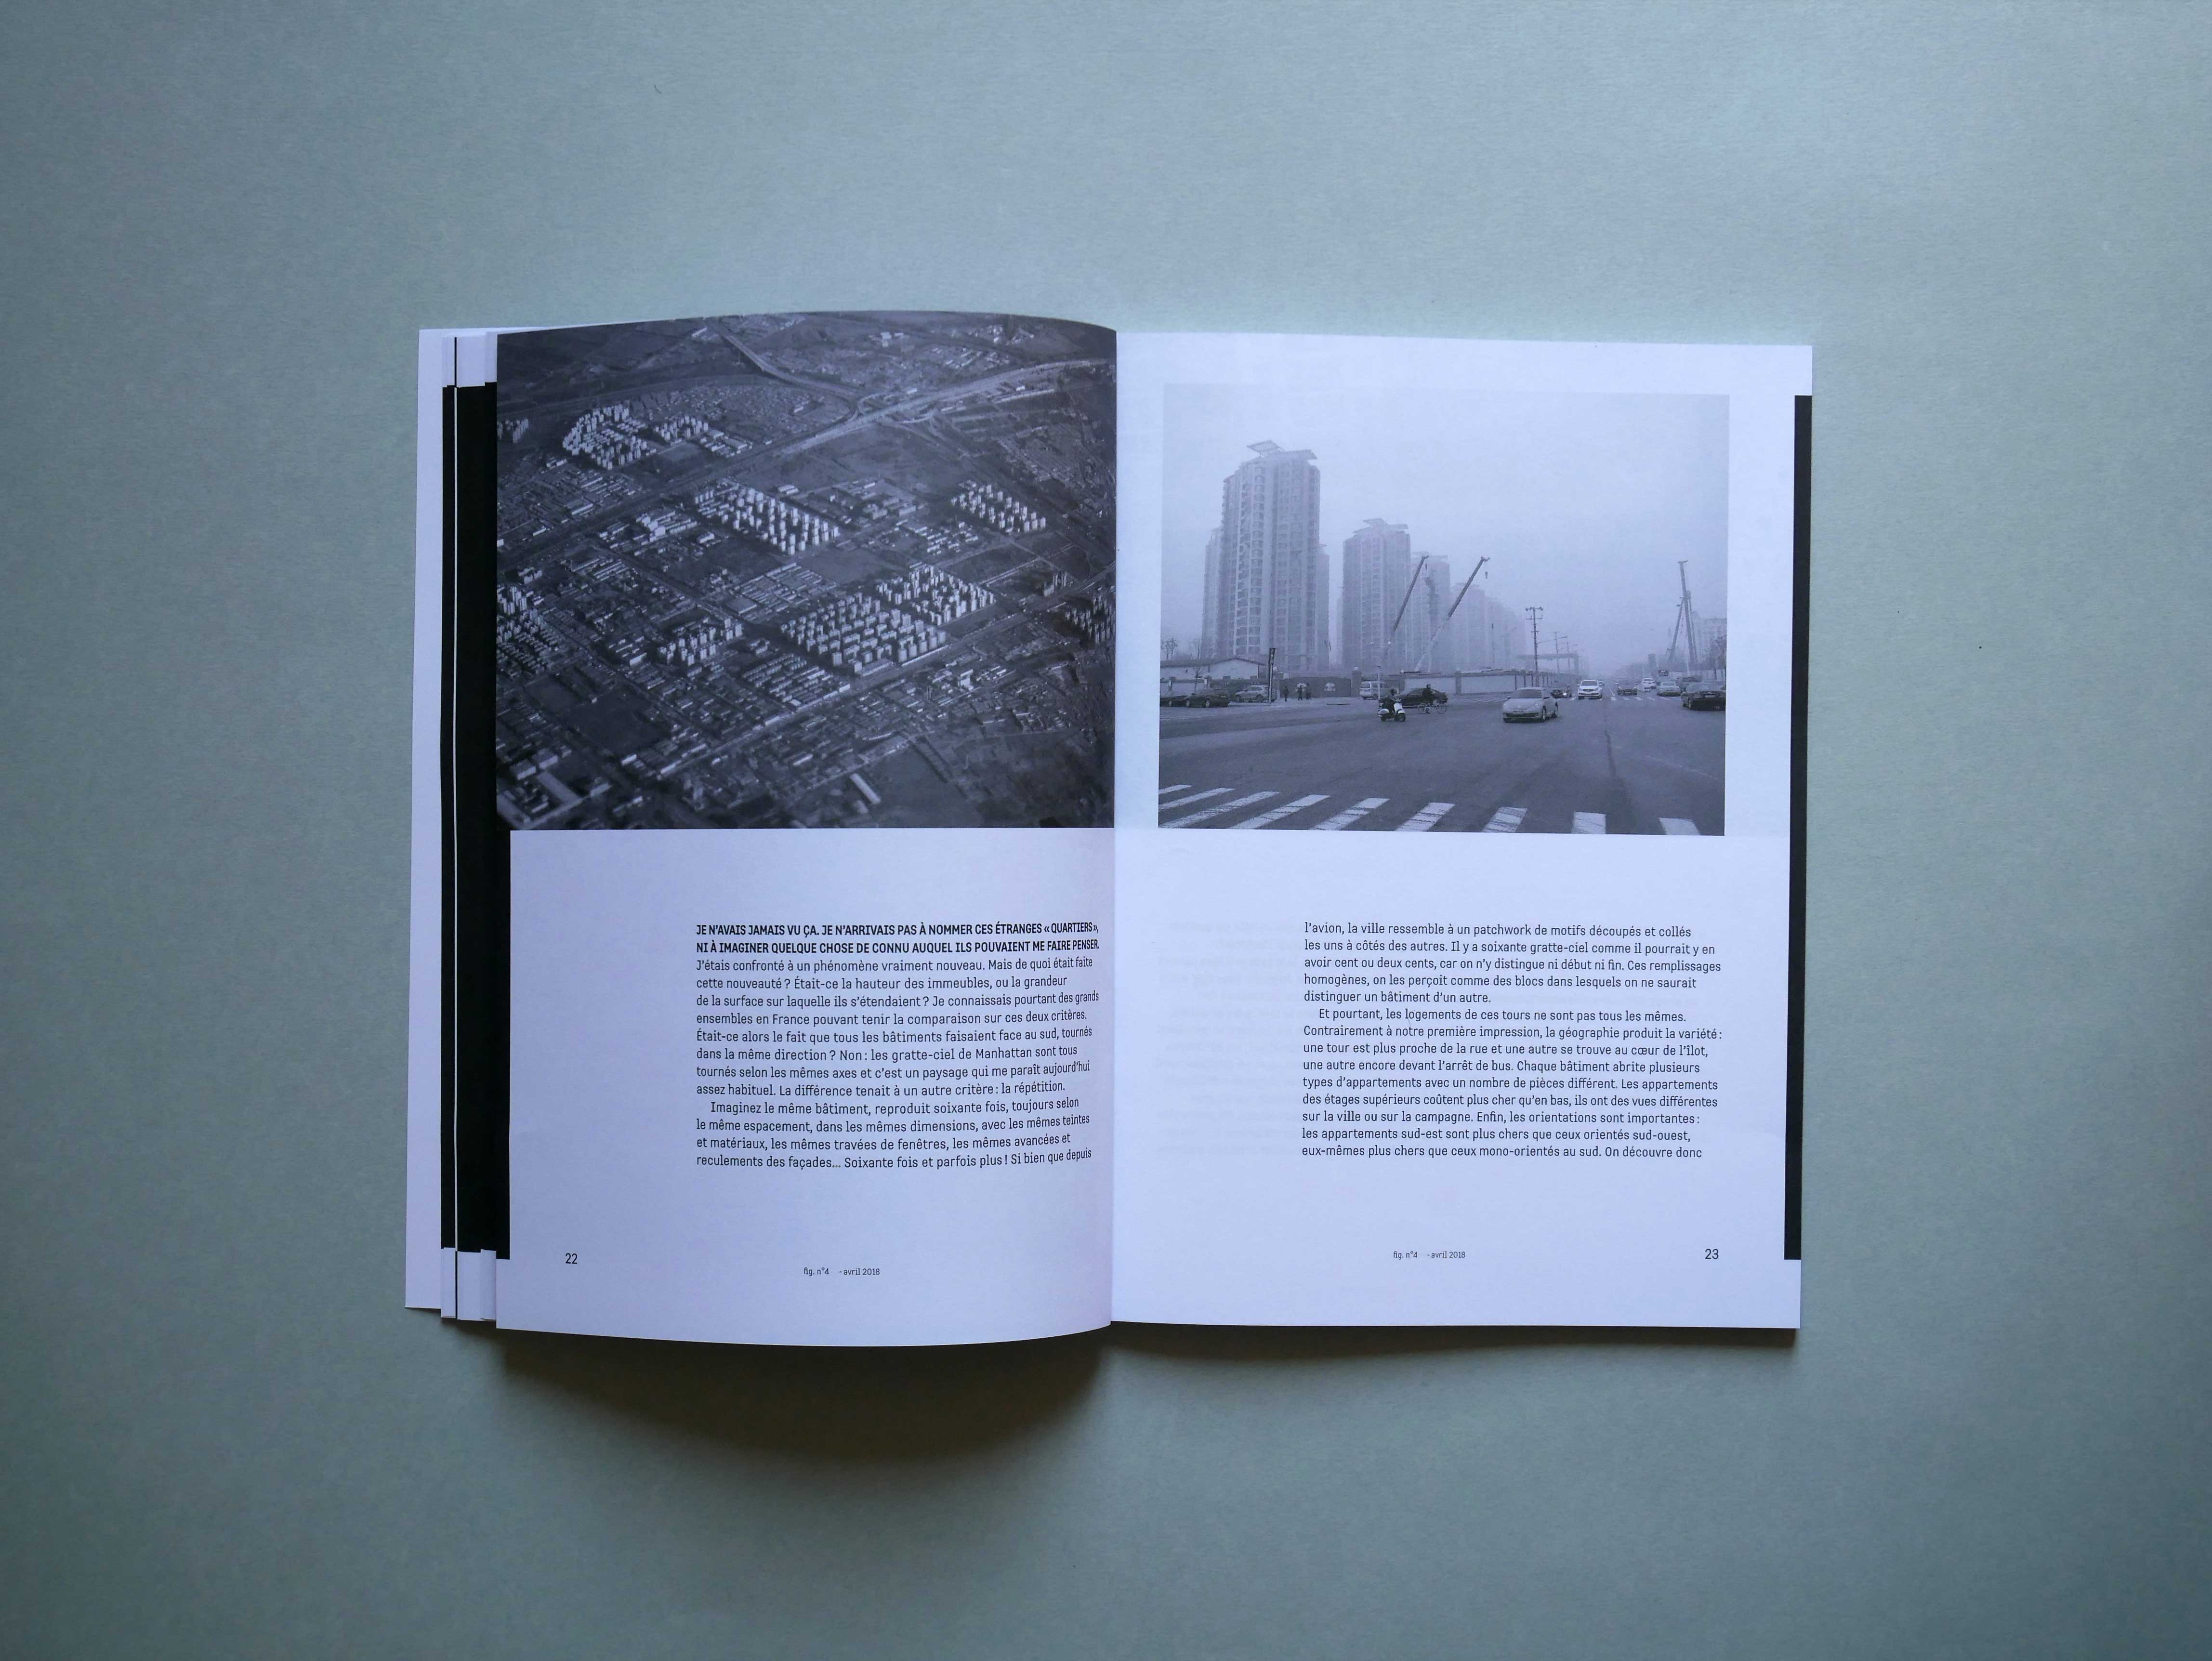 JE N'AVAIS JAMAIS VU ÇA. JE N'ARRIVAIS PAS À NOMMER CES ÉTRANGES « QUARTIERS »,
NI À IMAGINER QUELQUE CHOSE DE CONNU AUQUEL ILS POUVAIENT ME FAIRE PENSER.
J'étais confronté à un phénomène vraiment nouveau. Mais de quoi était faite
cette nouveauté ? Était-ce la hauteur des immeubles, ou la grandeur
de la surface sur laquelle ils s'étendaient ? Je connaissais pourtant des grands
ensembles en France pouvant tenir la comparaison sur ces deux critères.
Était-ce alors le fait que tous les bâtiments faisaient face au sud, tournés
dans la même direction ? Non : les gratte-ciel de Manhattan sont tous
tournés selon les mêmes axes et c'est un paysage qui me paraît aujourd'hui
assez habituel. La différence tenait à un autre critère : la répétition.
Imaginez le même bâtiment, reproduit soixante fois, toujours selon
le même espacement, dans les mêmes dimensions, avec les mêmes teintes
et matériaux, les mêmes travées de fenêtres, les mêmes avancées et
reculements des façades... Soixante fois et parfois plus ! Si bien que depuis
22
fig. n°4 - avril 2018
l'avion, la ville ressemble à un patchwork de motifs découpés et collés
les uns à côtés des autres. Il y a soixante gratte-ciel comme il pourrait y en
avoir cent ou deux cents, car on n'y distingue ni début ni fin. Ces remplissages
homogènes, on les perçoit comme des blocs dans lesquels on ne saurait
distinguer un bâtiment d'un autre.
Et pourtant, les logements de ces tours ne sont pas tous les mêmes.
Contrairement à notre première impression, la géographie produit la variété :
une tour est plus proche de la rue et une autre se trouve au cœur de l'îlot,
une autre encore devant l'arrêt de bus. Chaque bâtiment abrite plusieurs
types d'appartements avec un nombre de pièces différent. Les appartements
des étages supérieurs coûtent plus cher qu'en bas, ils ont des vues différentes
sur la ville ou sur la campagne. Enfin, les orientations sont importantes :
les appartements sud-est sont plus chers que ceux orientés sud-ouest,
eux-mêmes plus chers que ceux mono-orientés au sud. On découvre donc
fig. n°4 - avril 2018
23